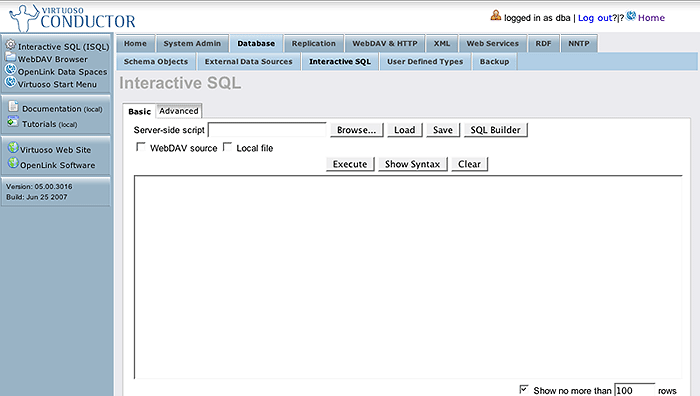 VIRTUOSO
CONDUCTOR
logged in as dba | Log out?|? Home
Interactive SQL (ISQL)
WebDAV Browser
OpenLink Data Spaces
Virtuoso Start Menu
Documentation (local)
Tutorials (local)
Virtuoso Web Site
OpenLink Software
Version: 05.00.3016
Build: Jun 25 2007
Home System Admin Database Replication WebDAV & HTTP XML Web Services RDF NNTP
Schema Objects External Data Sources Interactive SQL User Defined Types Backup
Interactive SQL
Basic Advanced
Server-side script Browse... Load Save SQL Builder
WebDAV source Local file
Execute Show Syntax Clear
Show no more than 100 rows